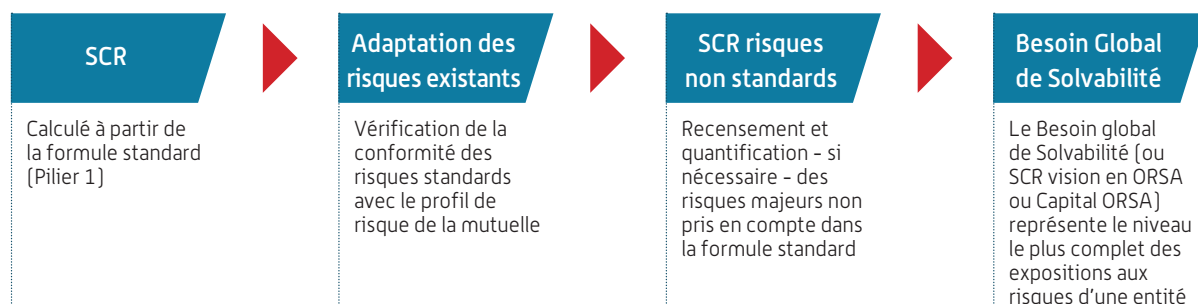 SCR
Calculé à partir de
la formule standard
(Pilier 1)
Adaptation des
risques existants
Vérification de la
conformité des
risques standards
avec le profil de
risque de la mutuelle
SCR risques
non standards
Recensement et
quantification - si
nécessaire - des
risques majeurs non
pris en compte dans
la formule standard
Besoin Global
de Solvabilité
Le Besoin global
de Solvabilité (ou
SCR vision en ORSA
ou Capital ORSA)
représente le niveau
le plus complet des
expositions aux
risques d'une entité